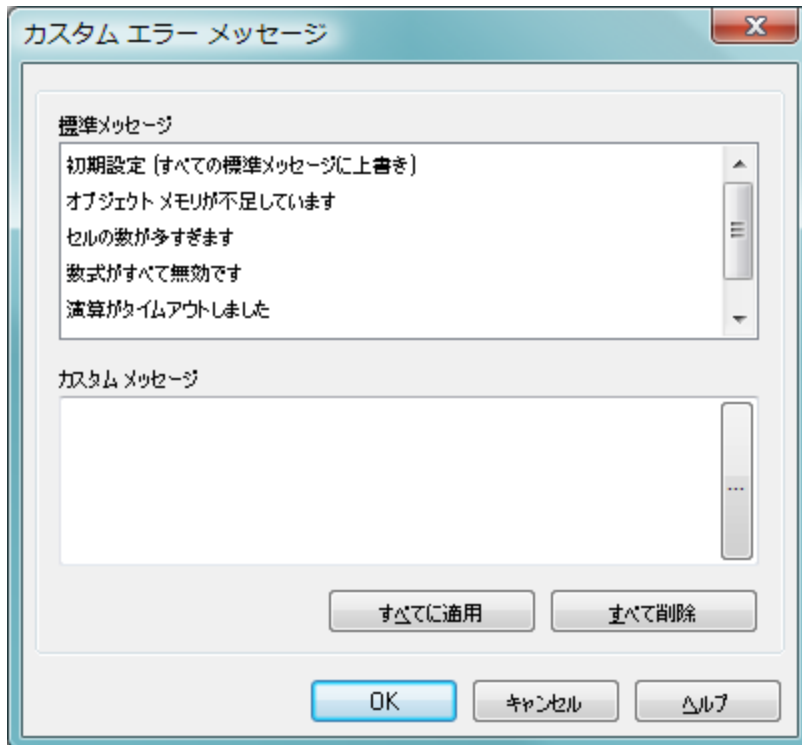 カスタム エラー メッセージ
標準メッセージ
初期設定 (すべての標準メッセージに上書き)
オブジェクト メモリが不足しています
セルの数が多すぎます
数式がすべて無効です
演算がタイムアウトしました
カスタム メッセージ
...
すべてに適用
すべて削除
OK
キャンセル
ヘルプ